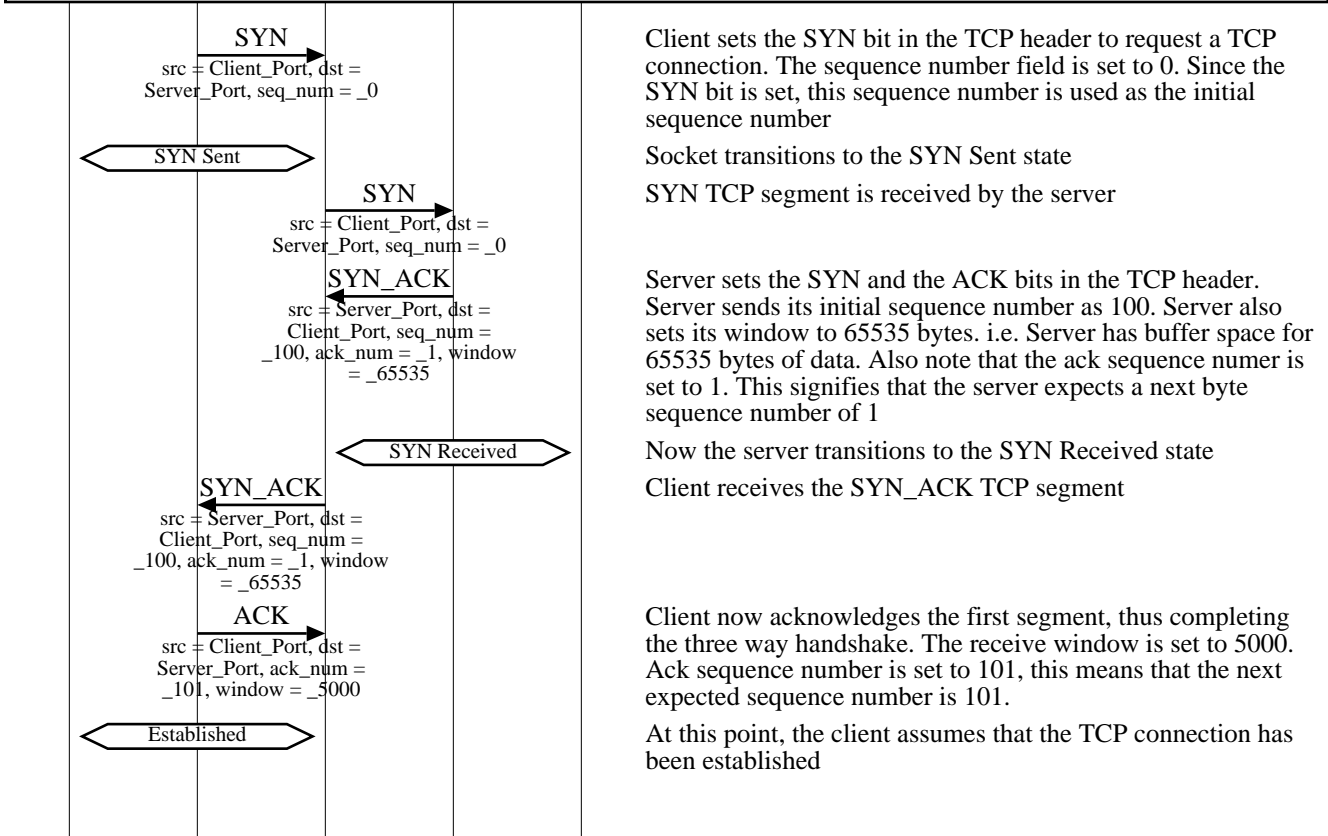 SYN
src = Client_Port, dst =
Server_Port, seq_num = _0
Client sets the SYN bit in the TCP header to request a TCP
connection. The sequence number field is set to 0. Since the
SYN bit is set, this sequence number is used as the initial
sequence number
SYN Sent
Socket transitions to the SYN Sent state
SYN
src = Client_Port, dst =
Server_Port, seq_num = _0
SYN TCP segment is received by the server
SYN_ACK
src = Server_Port, dst =
Client_Port, seq_num =
_100, ack_num = _1, window
= _65535
Server sets the SYN and the ACK bits in the TCP header.
Server sends its initial sequence number as 100. Server also
sets its window to 65535 bytes. i.e. Server has buffer space for
65535 bytes of data. Also note that the ack sequence numer is
set to 1. This signifies that the server expects a next byte
sequence number of 1
SYN Received
Now the server transitions to the SYN Received state
SYN_ACK
src = Server_Port, dst =
Client_Port, seq_num =
_100, ack_num = _1, window
= _65535
Client receives the SYN_ACK TCP segment
ACK
src = Client_Port, dst =
Server_Port, ack_num =
_101, window = _5000
Client now acknowledges the first segment, thus completing
the three way handshake. The receive window is set to 5000.
Ack sequence number is set to 101, this means that the next
expected sequence number is 101.
Established
At this point, the client assumes that the TCP connection has
been established